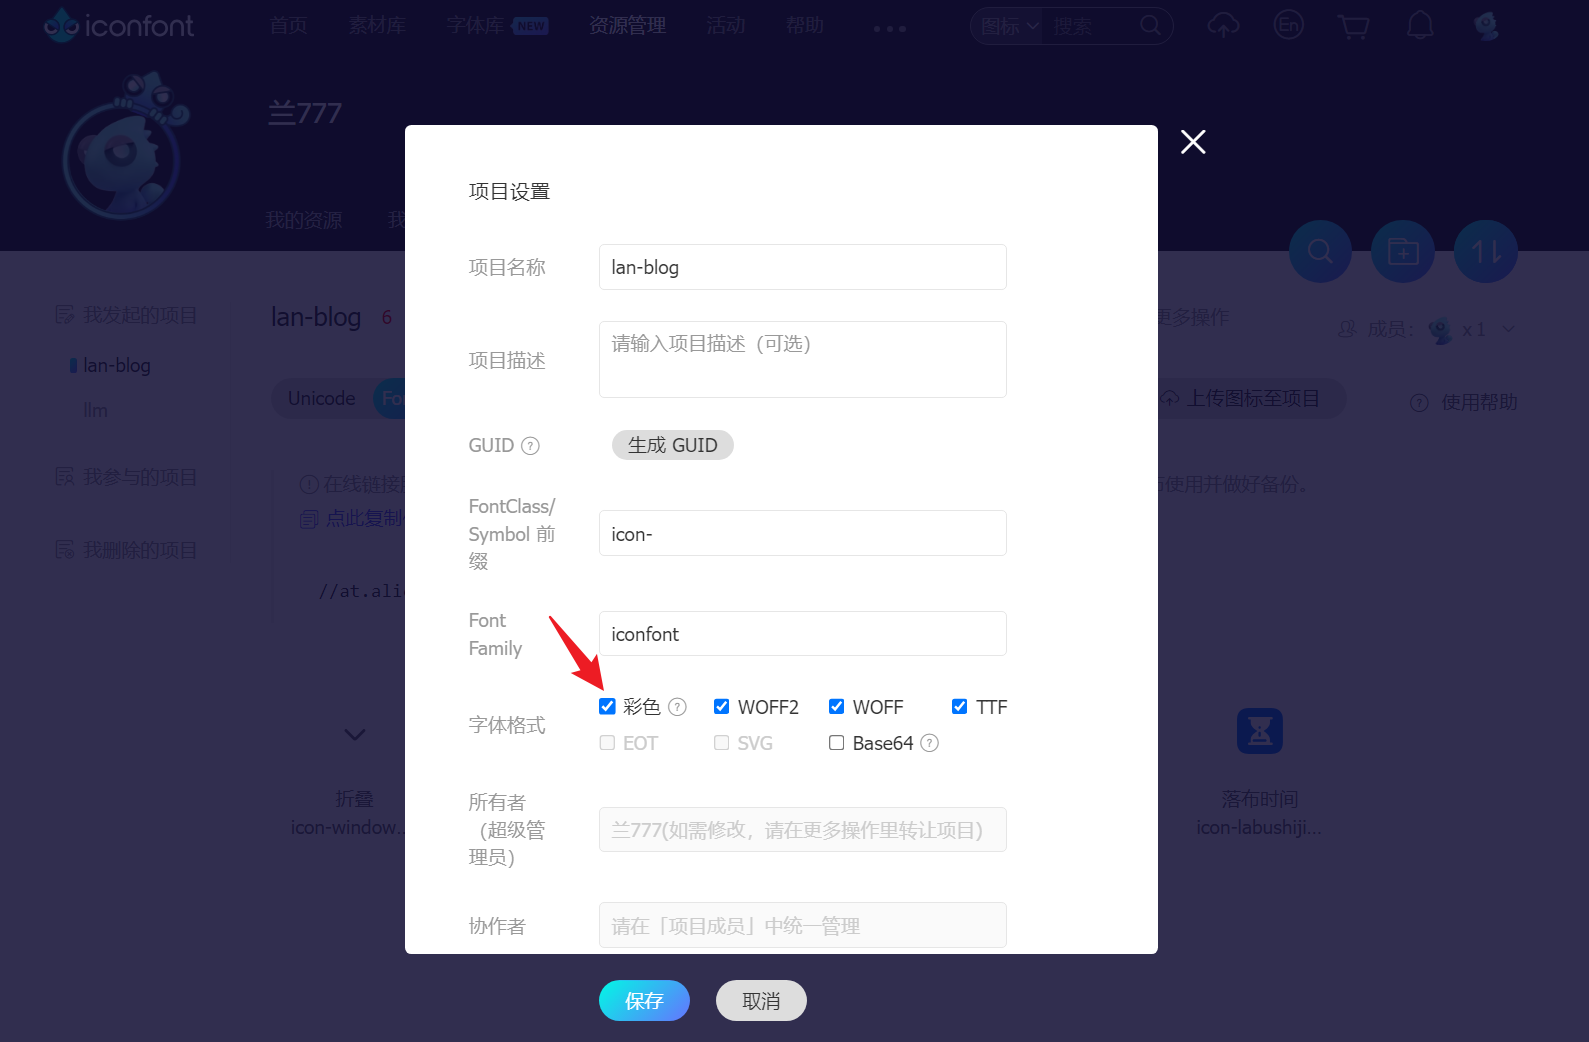 iconfont
首页
素材库
字体库 NEW
资源管理
活动
帮助
图标
搜索
En
兰777
我的资源
我
我发起的项目
lan-blog
llm
我参与的项目
我删除的项目
lan-blog 6
更多操作
成员：
x 1
Unicode
Fon
上传图标至项目
使用帮助
在线链接
使用并做好备份。
点此复制
//at.alic
折叠
icon-window...
落布时间
icon-labushiji...
项目设置
项目名称
lan-blog
项目描述
请输入项目描述（可选）
GUID ?
生成 GUID
FontClass/
Symbol 前
缀
icon-
Font
Family
iconfont
字体格式
彩色 ?
WOFF2
WOFF
TTF
EOT
SVG
Base64 ?
所有者
（超级管
理员）
兰777(如需修改，请在更多操作里转让项目)
协作者
请在「项目成员」中统一管理
保存
取消